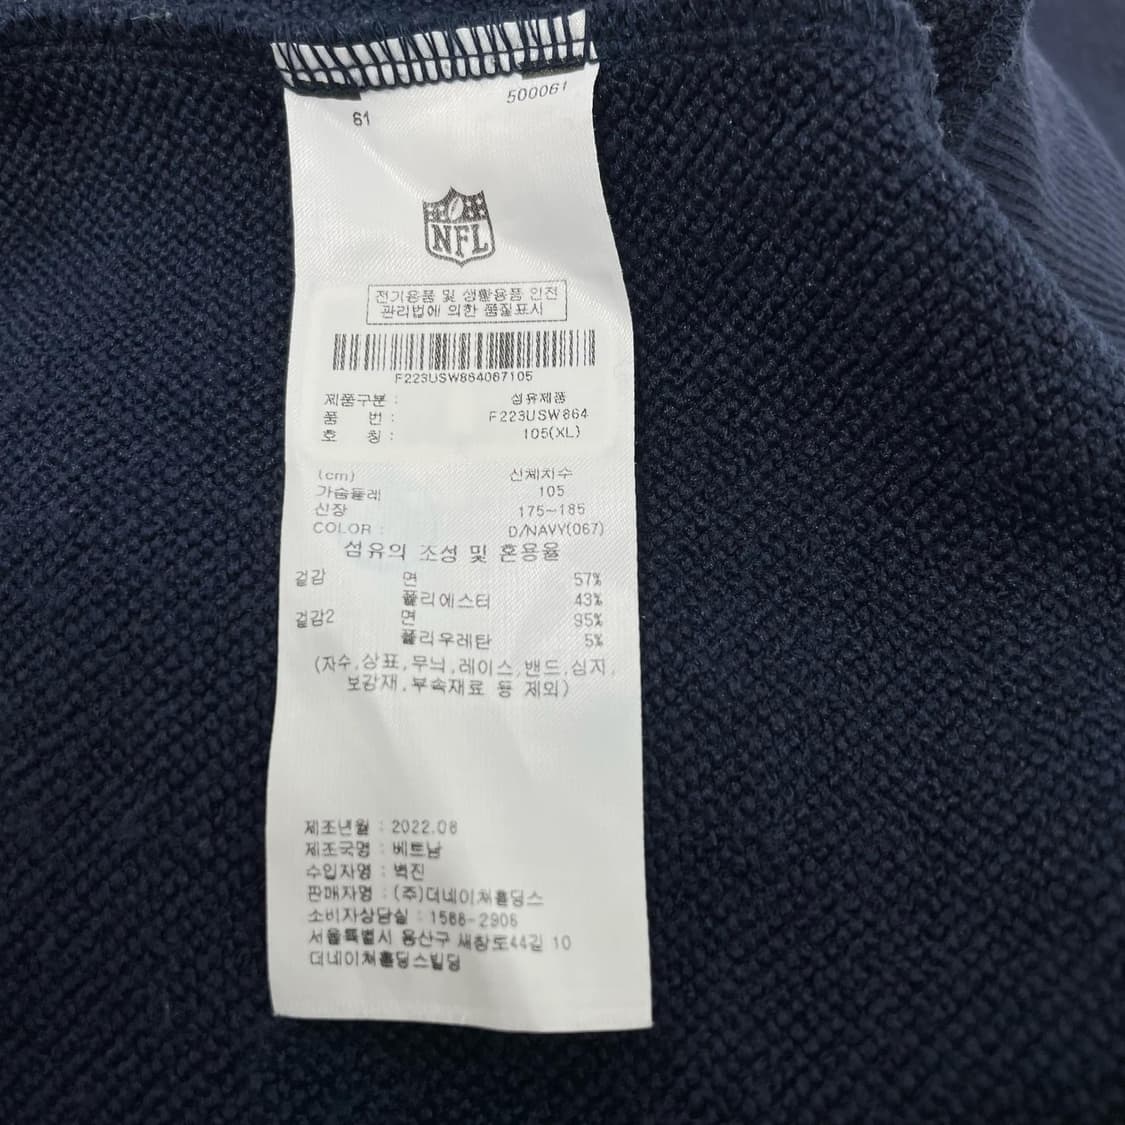 61
500061
NFL
전기용품 및 생활용품 안전
관리법에 의한 품질표시
F223USW864067105
제품구분 : 섬유제품
품 번 : F223USW864
호 칭 : 105(XL)
(cm) 신체치수
가슴둘레 105
신장 175~185
COLOR : D/NAVY(067)
섬유의 조성 및 혼용율
겉감 면 57%
폴리에스터 43%
겉감2 면 95%
폴리우레탄 5%
(자수,상표,무늬,레이스,밴드,심지,
보강재,부속재료 등 제외)
제조년월 : 2022.08
제조국명 : 베트남
수입자명 : 백진
판매자명 : (주)더네이쳐홀딩스
소비자상담실 : 1588-2908
서울특별시 용산구 새창로44길 10
더네이쳐홀딩스빌딩